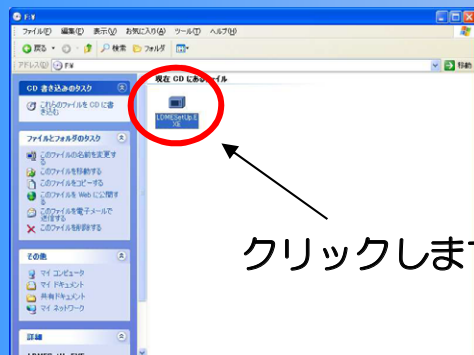 F:¥
ファイル(F) 編集(E) 表示(V) お気に入り(A) ツール(T) ヘルプ(H)
戻る 検索 フォルダ
アドレス(D) F:¥ 移動
CD 書き込みのタスク
これらのファイルを CD に書
き込む
ファイルとフォルダのタスク
このファイルの名前を変更す
る
このファイルを移動する
このファイルをコピーする
このファイルを Web に公開す
る
このファイルを電子メールで
送信する
このファイルを削除する
その他
マイ コンピュータ
マイ ドキュメント
共有ドキュメント
マイ ネットワーク
詳細
現在 CD にあるファイル
LDMESetUp.E
XE
クリックします